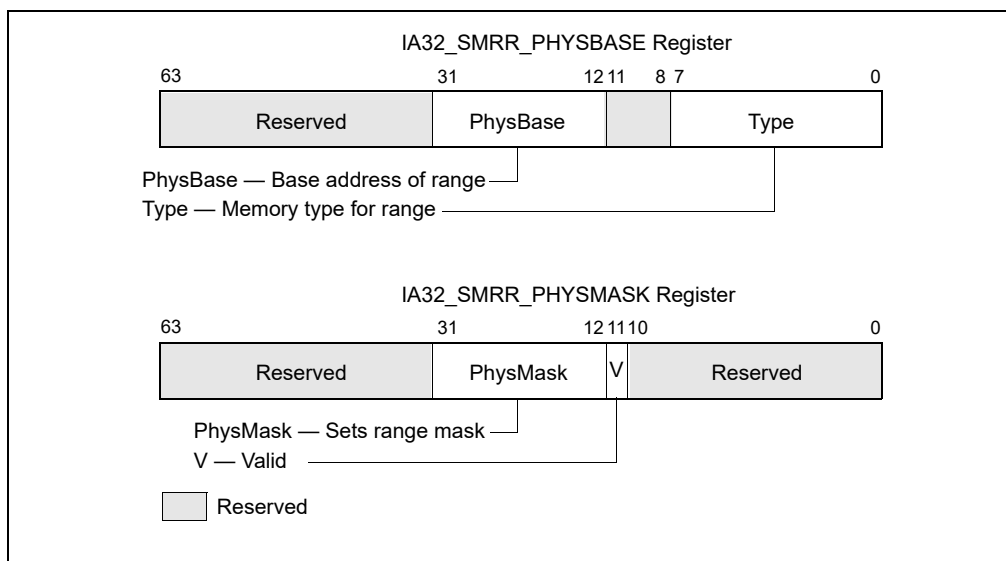 IA32_SMRR_PHYSBASE Register
63 31 12 11 8 7 0
Reserved PhysBase Type
PhysBase — Base address of range
Type — Memory type for range
IA32_SMRR_PHYSMASK Register
63 31 12 11 10 0
Reserved PhysMask V Reserved
PhysMask — Sets range mask
V — Valid
Reserved